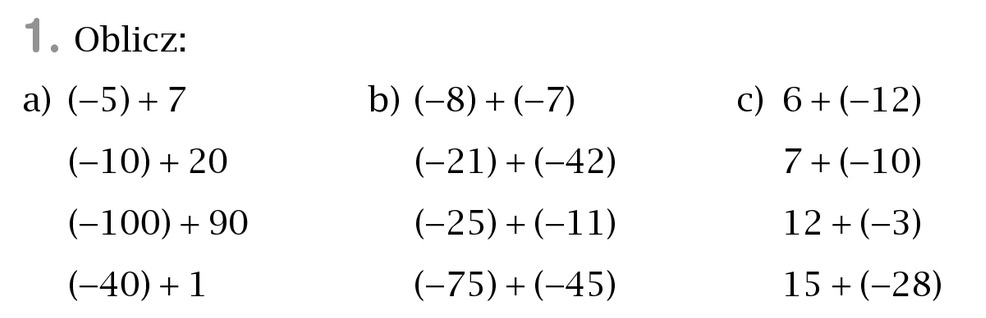 1. Oblicz:
a) (–5) + 7
(–10) + 20
(–100) + 90
(–40) + 1
b) (–8) + (–7)
(–21) + (–42)
(–25) + (–11)
(–75) + (–45)
c) 6 + (–12)
7 + (–10)
12 + (–3)
15 + (–28)